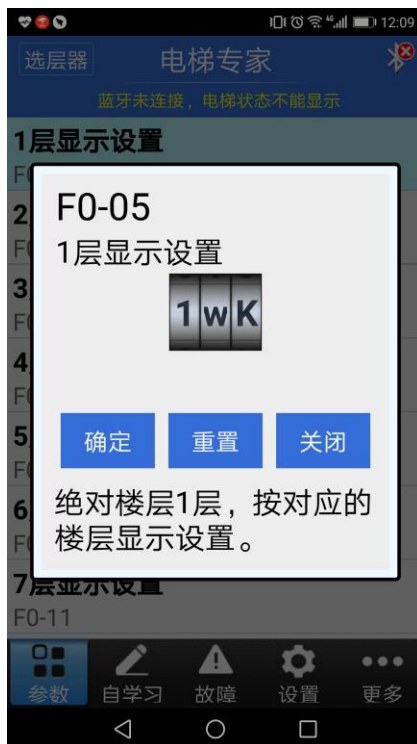 12:09
选层器
电梯专家
蓝牙未连接，电梯状态不能显示
1层显示设置
F0-05
1层显示设置
1 w K
确定 重置 关闭
绝对楼层1层，按对应的
楼层显示设置。
7层显示设置
F0-11
参数 自学习 故障 设置 更多